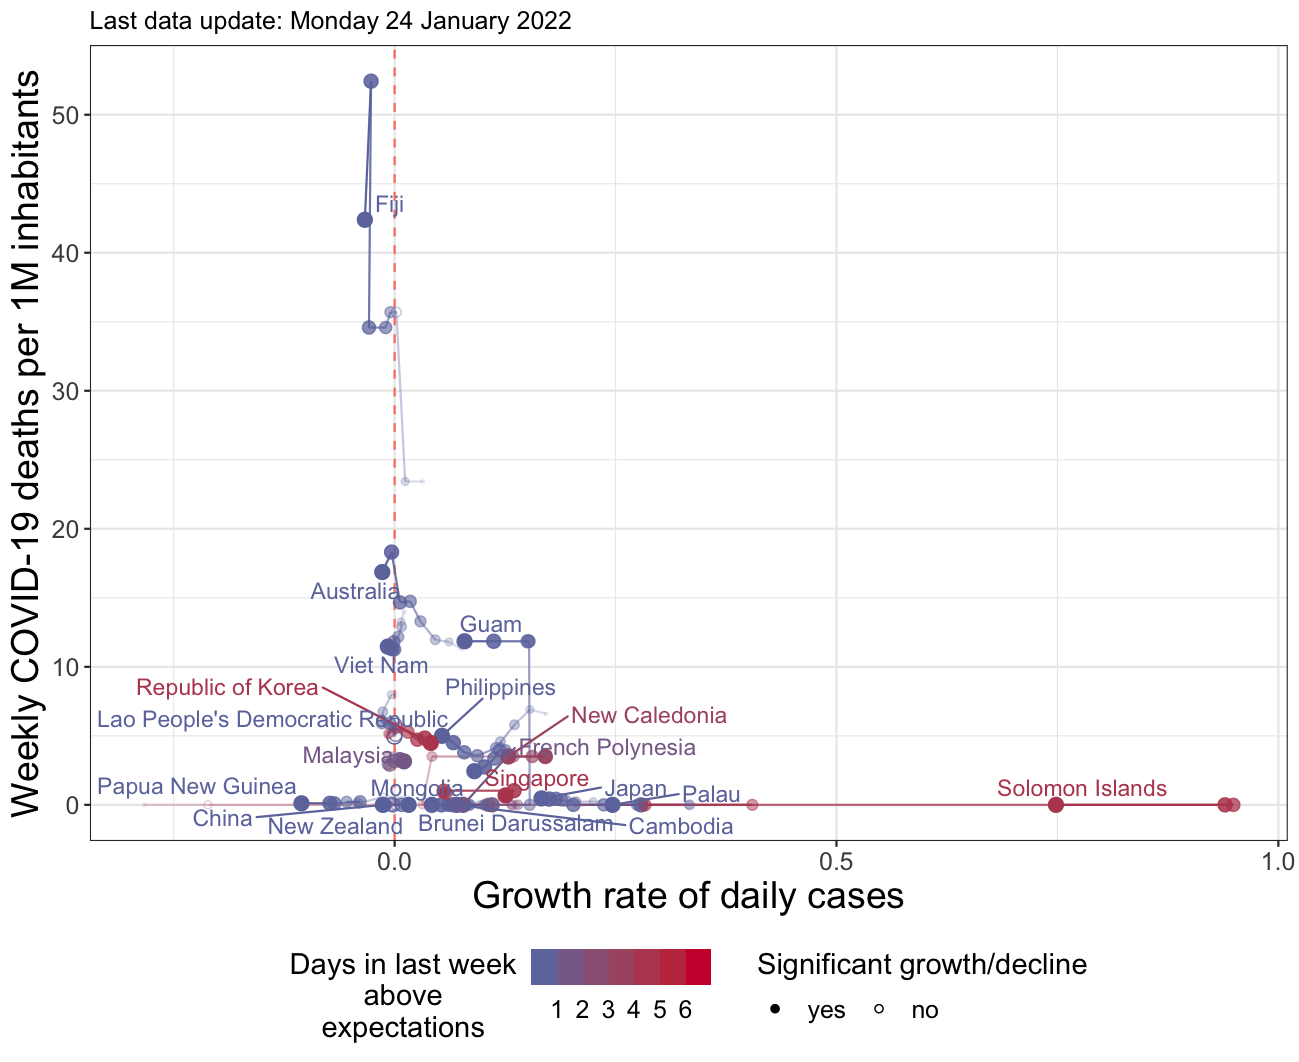 Last data update: Monday 24 January 2022
Weekly COVID-19 deaths per 1M inhabitants
50
40
30
20
10
0
Fiji
Australia
Guam
Viet Nam
Republic of Korea
Philippines
Lao People's Democratic Republic
New Caledonia
Malaysia
French Polynesia
Singapore
Papua New Guinea
Mongolia
Japan
Palau
Solomon Islands
China
New Zealand
Brunei Darussalam
Cambodia
0.0
0.5
1.0
Growth rate of daily cases
Days in last week
above
expectations
1 2 3 4 5 6
Significant growth/decline
yes
no